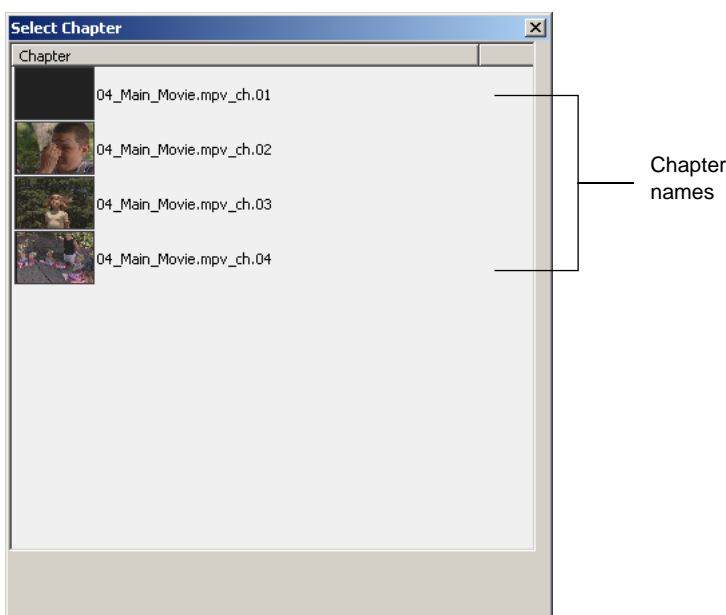 Select Chapter
Chapter
04_Main_Movie.mpv_ch.01
04_Main_Movie.mpv_ch.02
04_Main_Movie.mpv_ch.03
04_Main_Movie.mpv_ch.04
Chapter
names